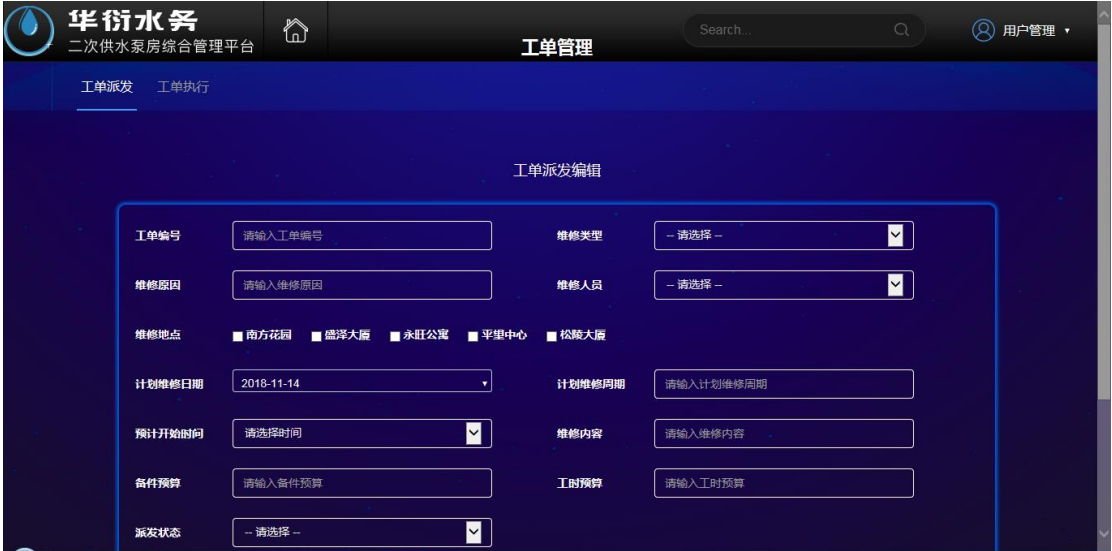 华衍水务
二次供水泵房综合管理平台
工单管理
Search...
用户管理
工单派发 工单执行
工单派发编辑
工单编号 请输入工单编号 维修类型 -- 请选择 --
维修原因 请输入维修原因 维修人员 -- 请选择 --
维修地点 南方花园 盛泽大厦 永旺公寓 平望中心 松陵大厦
计划维修日期 2018-11-14 计划维修周期 请输入计划维修周期
预计开始时间 请选择时间 维修内容 请输入维修内容
备件预算 请输入备件预算 工时预算 请输入工时预算
派发状态 -- 请选择 --